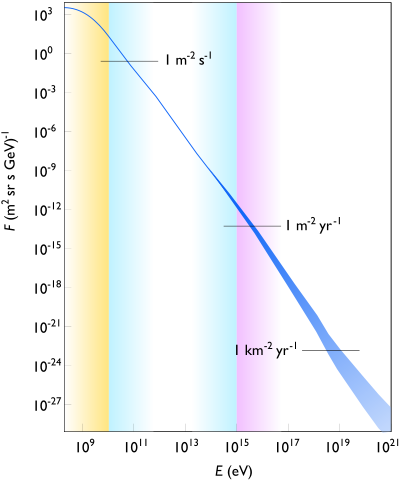 F (m² sr s GeV)⁻¹
10³
10⁰
10⁻³
10⁻⁶
10⁻⁹
10⁻¹²
10⁻¹⁵
10⁻¹⁸
10⁻²¹
10⁻²⁴
10⁻²⁷
1 m⁻² s⁻¹
1 m⁻² yr⁻¹
1 km⁻² yr⁻¹
10⁹ 10¹¹ 10¹³ 10¹⁵ 10¹⁷ 10¹⁹ 10²¹
E (eV)